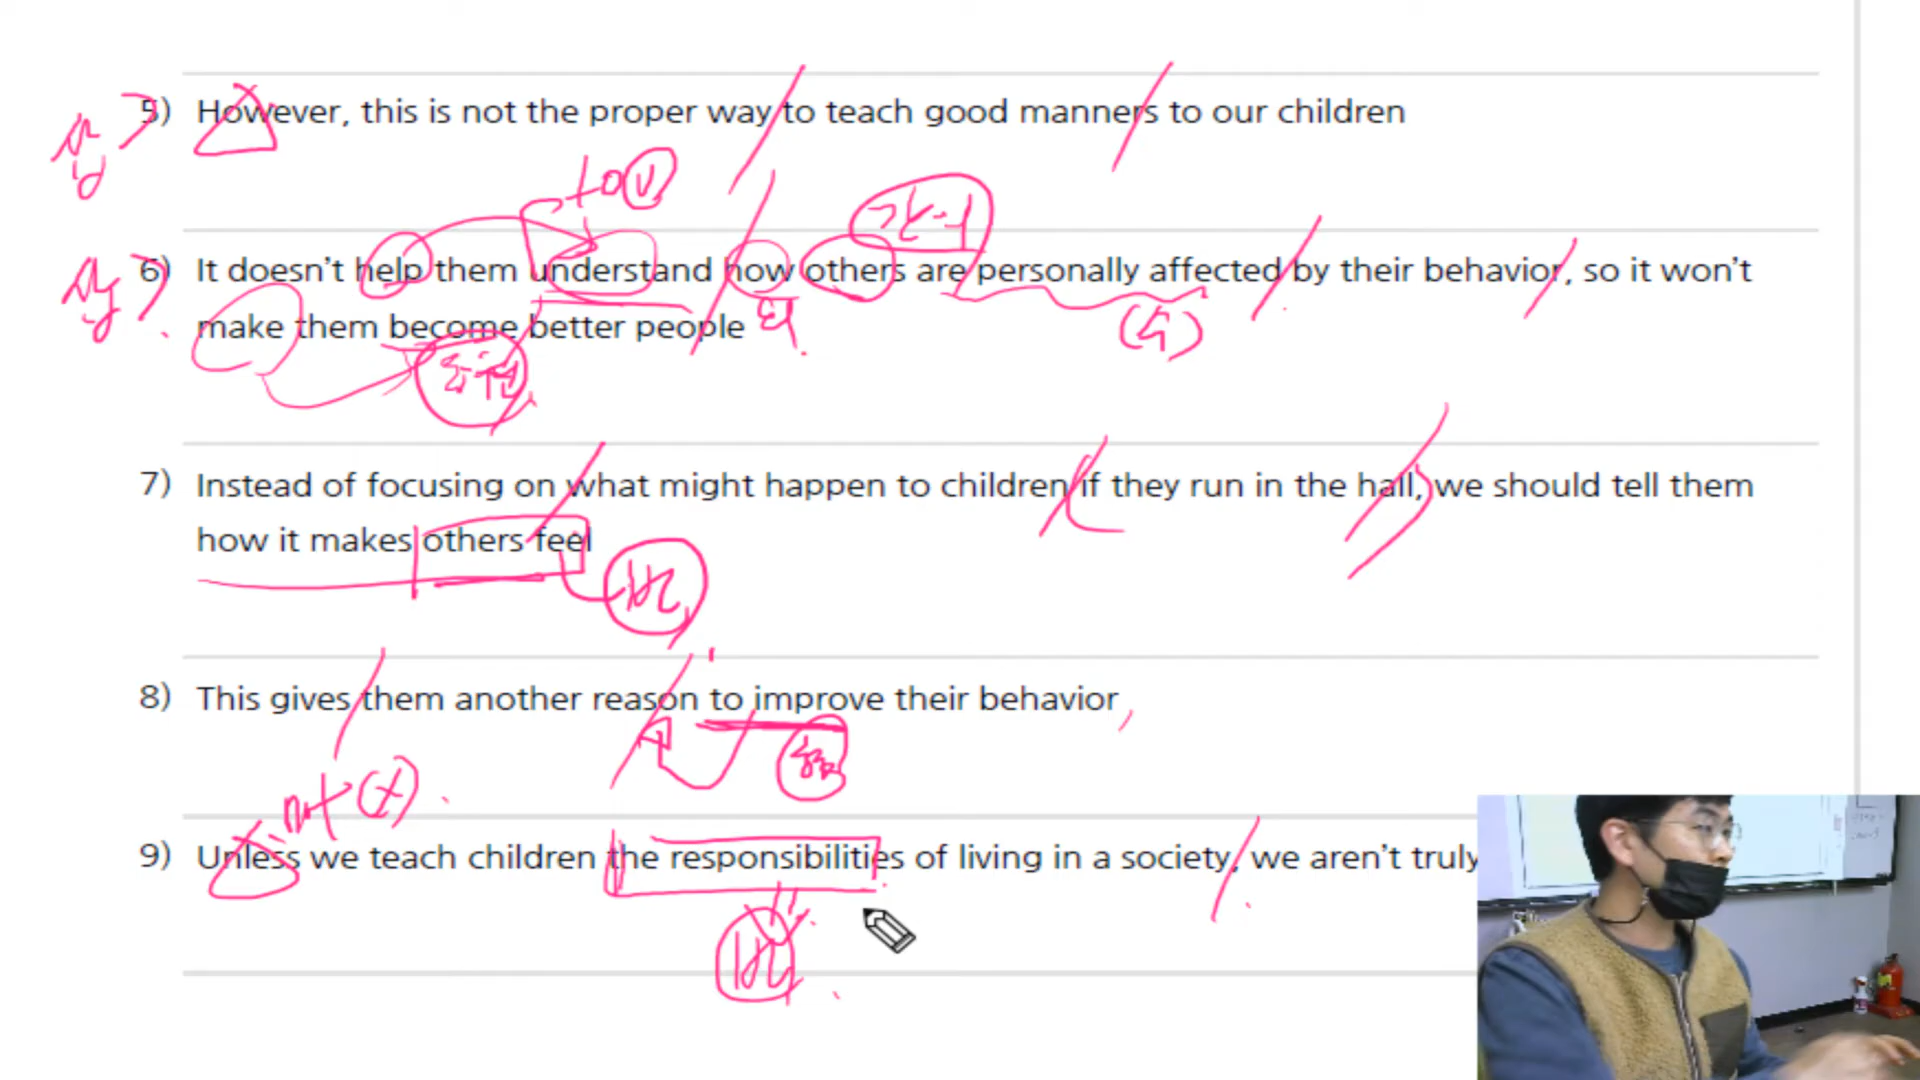 5) However, this is not the proper way to teach good manners to our children
to v
6) It doesn't help them understand how others are personally affected by their behavior, so it won't
make them become better people
7) Instead of focusing on what might happen to children if they run in the hall, we should tell them
how it makes others feel
8) This gives them another reason to improve their behavior
not (x)
9) Unless we teach children the responsibilities of living in a society, we aren't truly